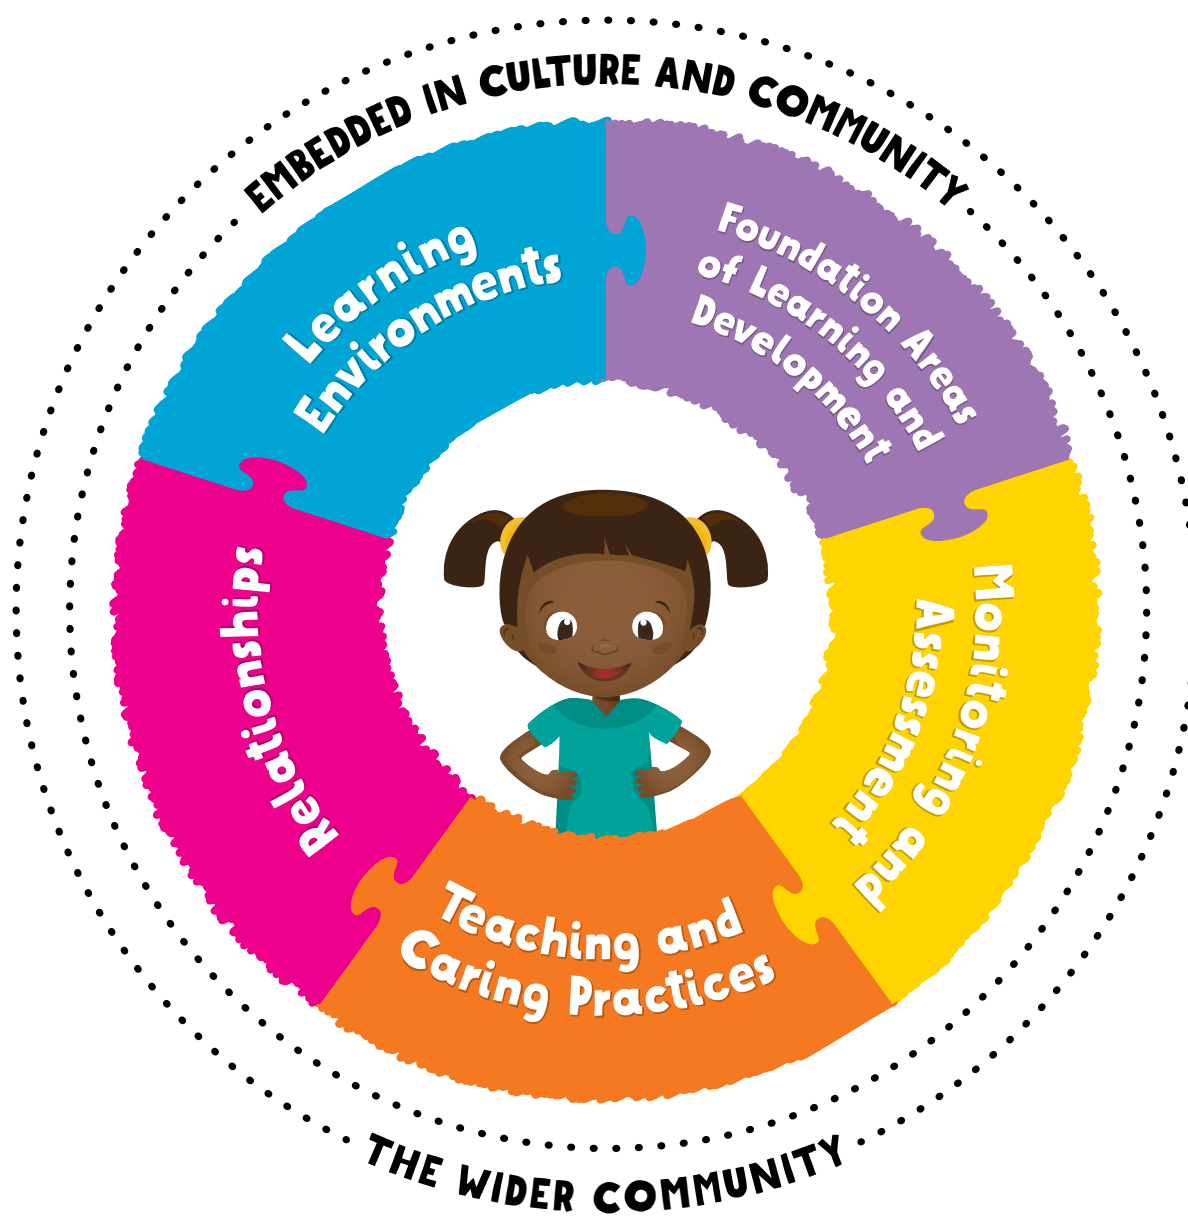 EMBEDDED IN CULTURE AND COMMUNITY
Learning
Environments
Foundation Areas
of Learning and
Development
Relationships
Monitoring and
Assessment
Teaching and
Caring Practices
THE WIDER COMMUNITY